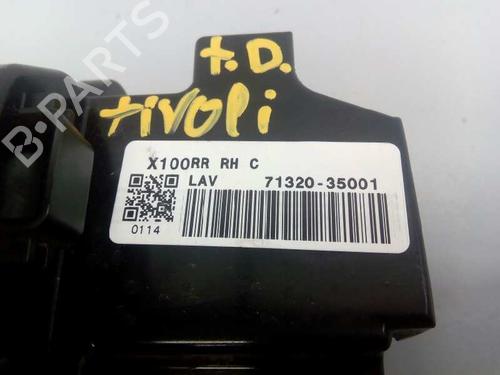 t.D.
tivoli
B-PARTS
X100RR RH C
LAV 71320-35001
0114